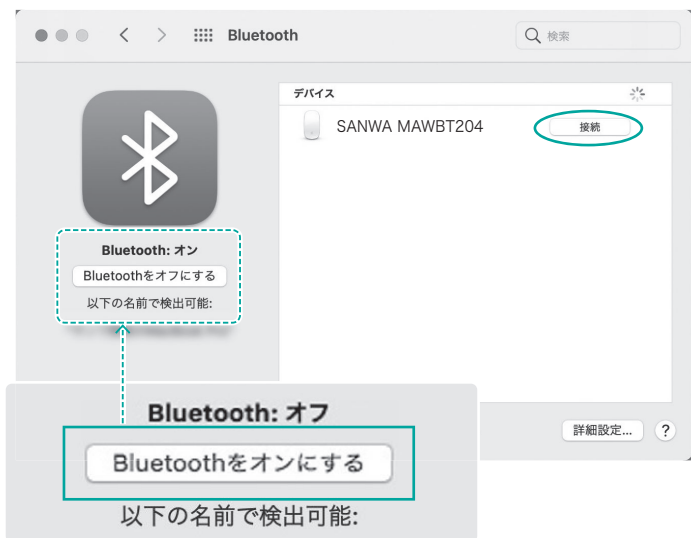 Bluetooth
検索
デバイス
SANWA MAWBT204
接続
Bluetooth: オン
Bluetoothをオフにする
以下の名前で検出可能:
Bluetooth: オフ
Bluetoothをオンにする
以下の名前で検出可能:
詳細設定...
?